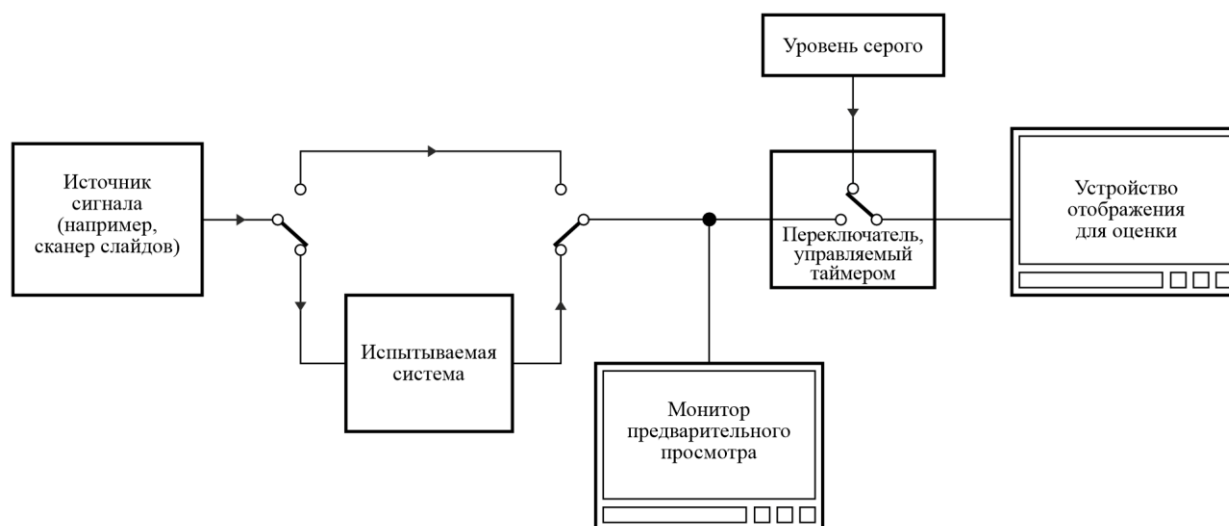 Уровень серого
Источник
сигнала
(например,
сканер слайдов)
Устройство
отображения
для оценки
Переключатель,
управляемый
таймером
Испытываемая
система
Монитор
предварительного
просмотра